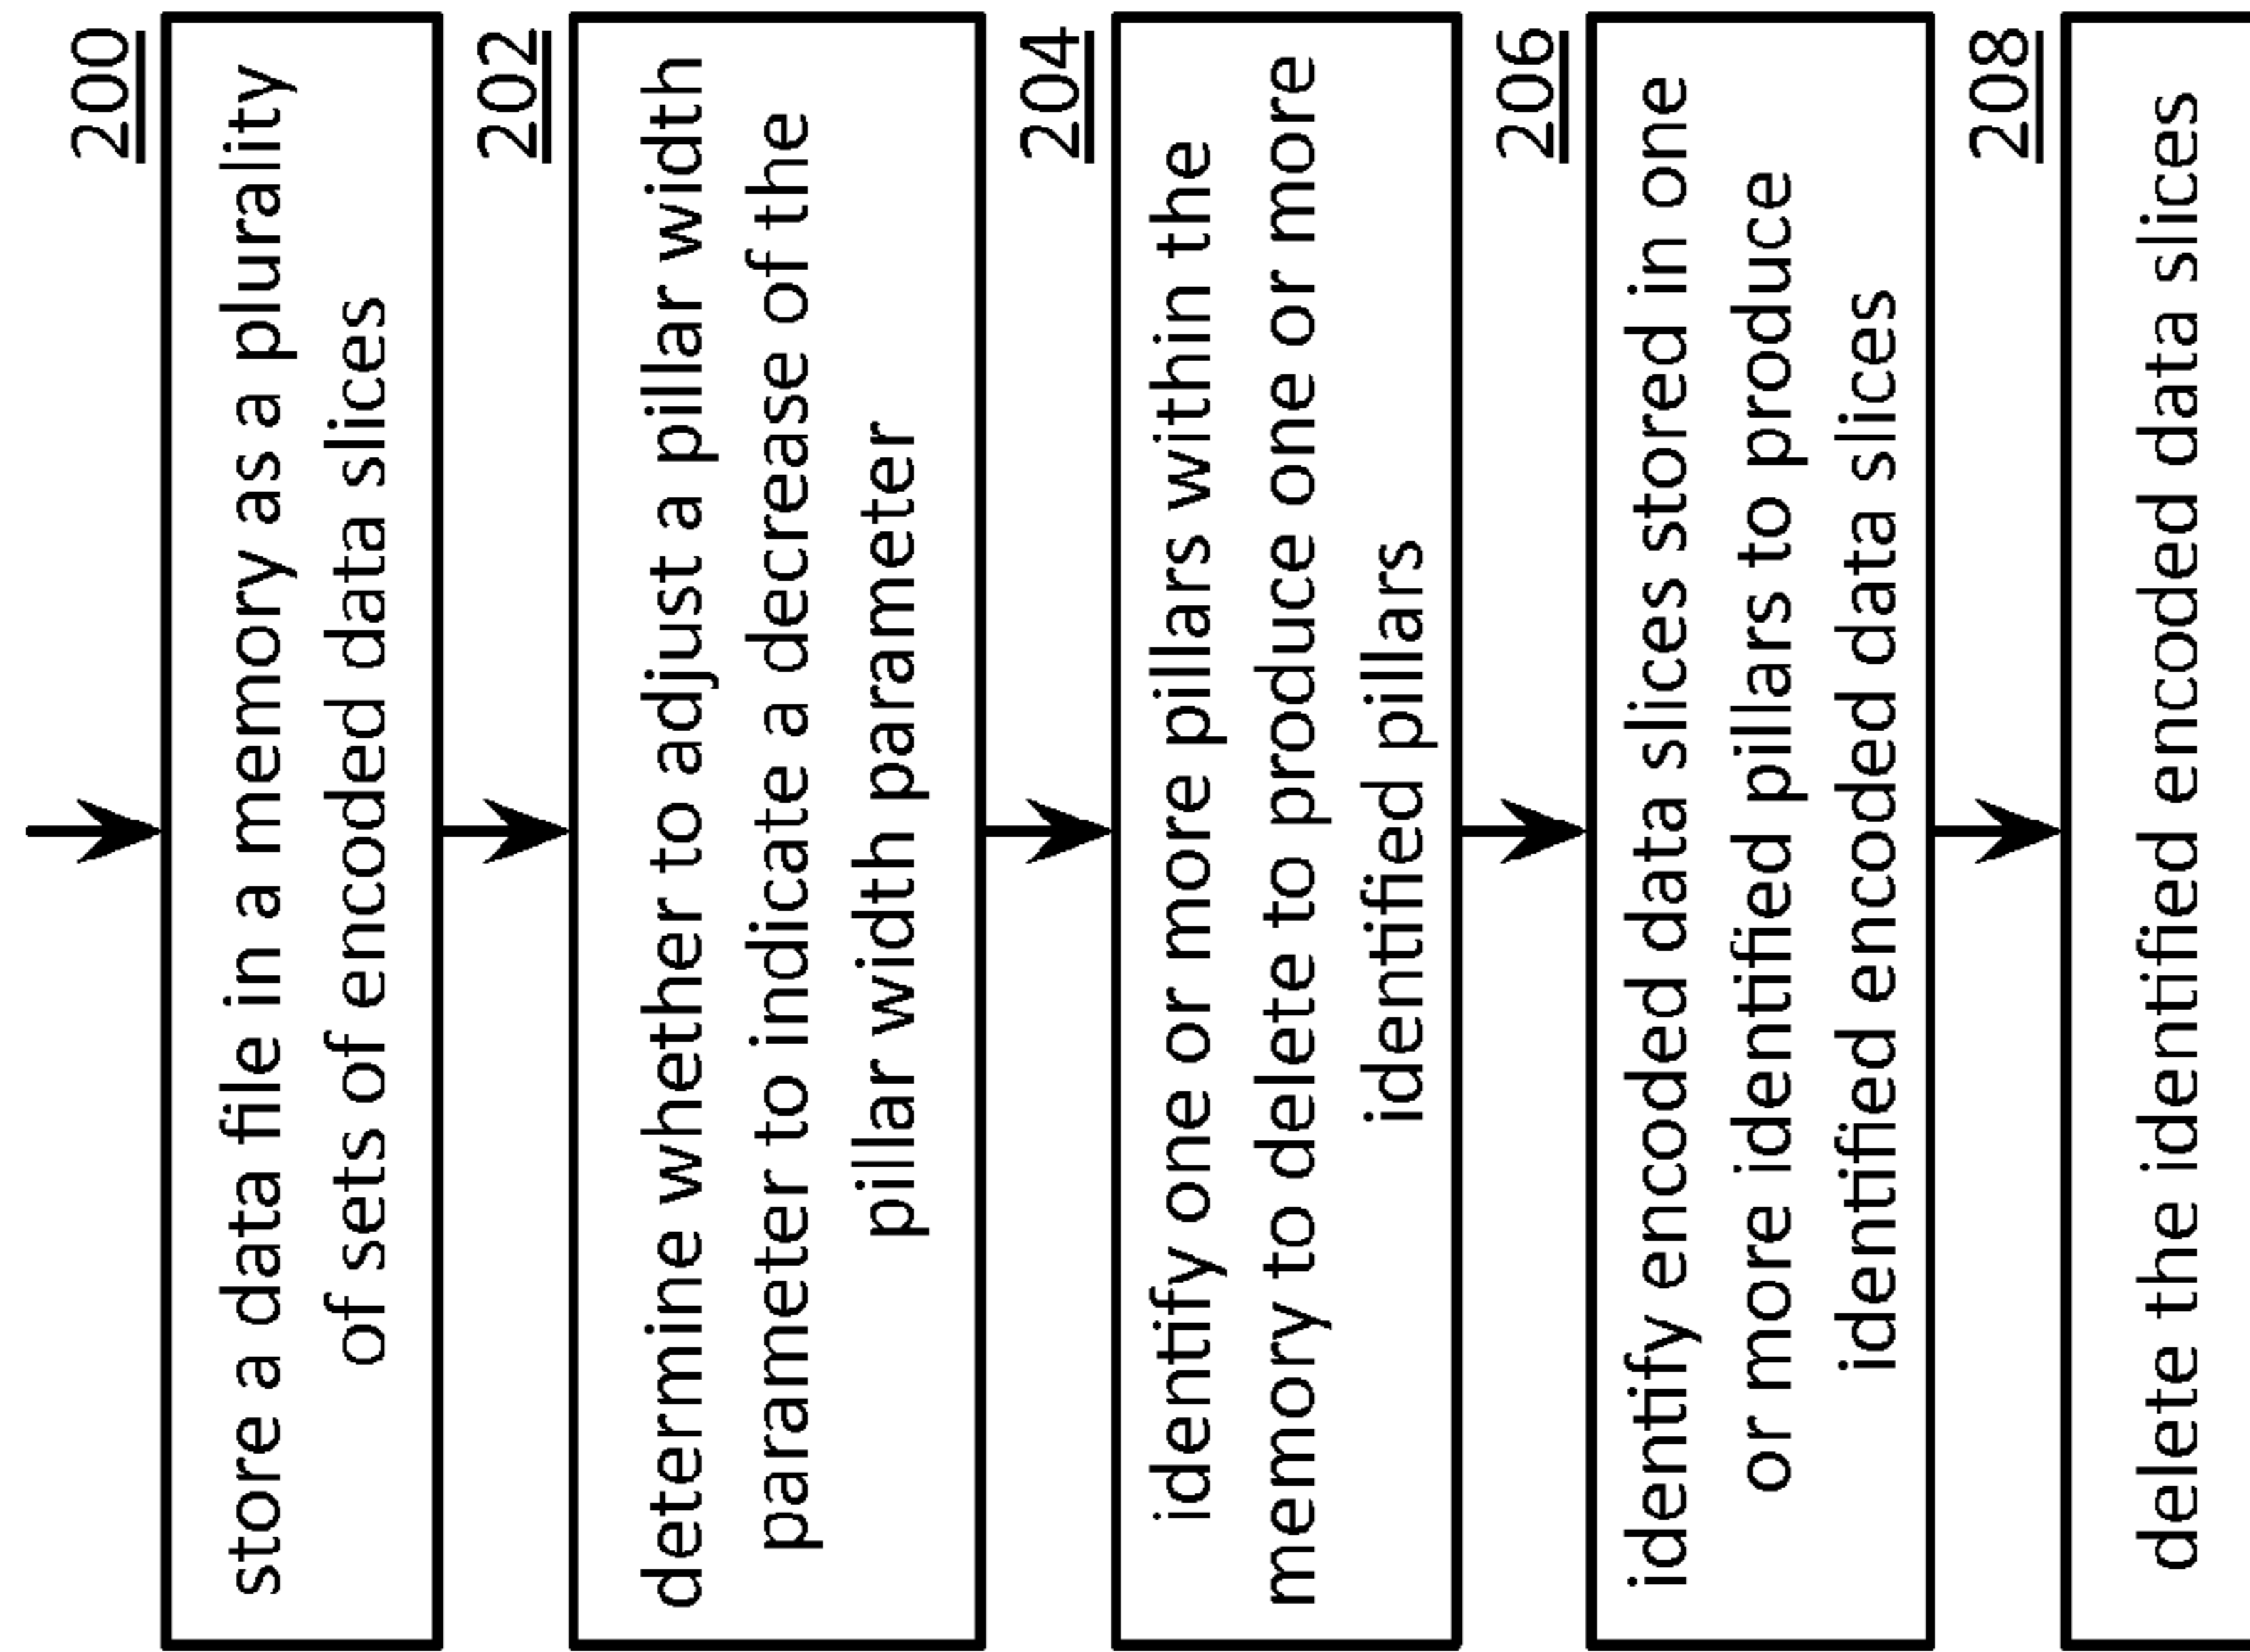 200
store a data file in a memory as a plurality
of sets of encoded data slices
202
determine whether to adjust a pillar width
parameter to indicate a decrease of the
pillar width parameter
204
identify one or more pillars within the
memory to delete to produce one or more
identified pillars
206
identify encoded data slices stored in one
or more identified pillars to produce
identified encoded data slices
208
delete the identified encoded data slices